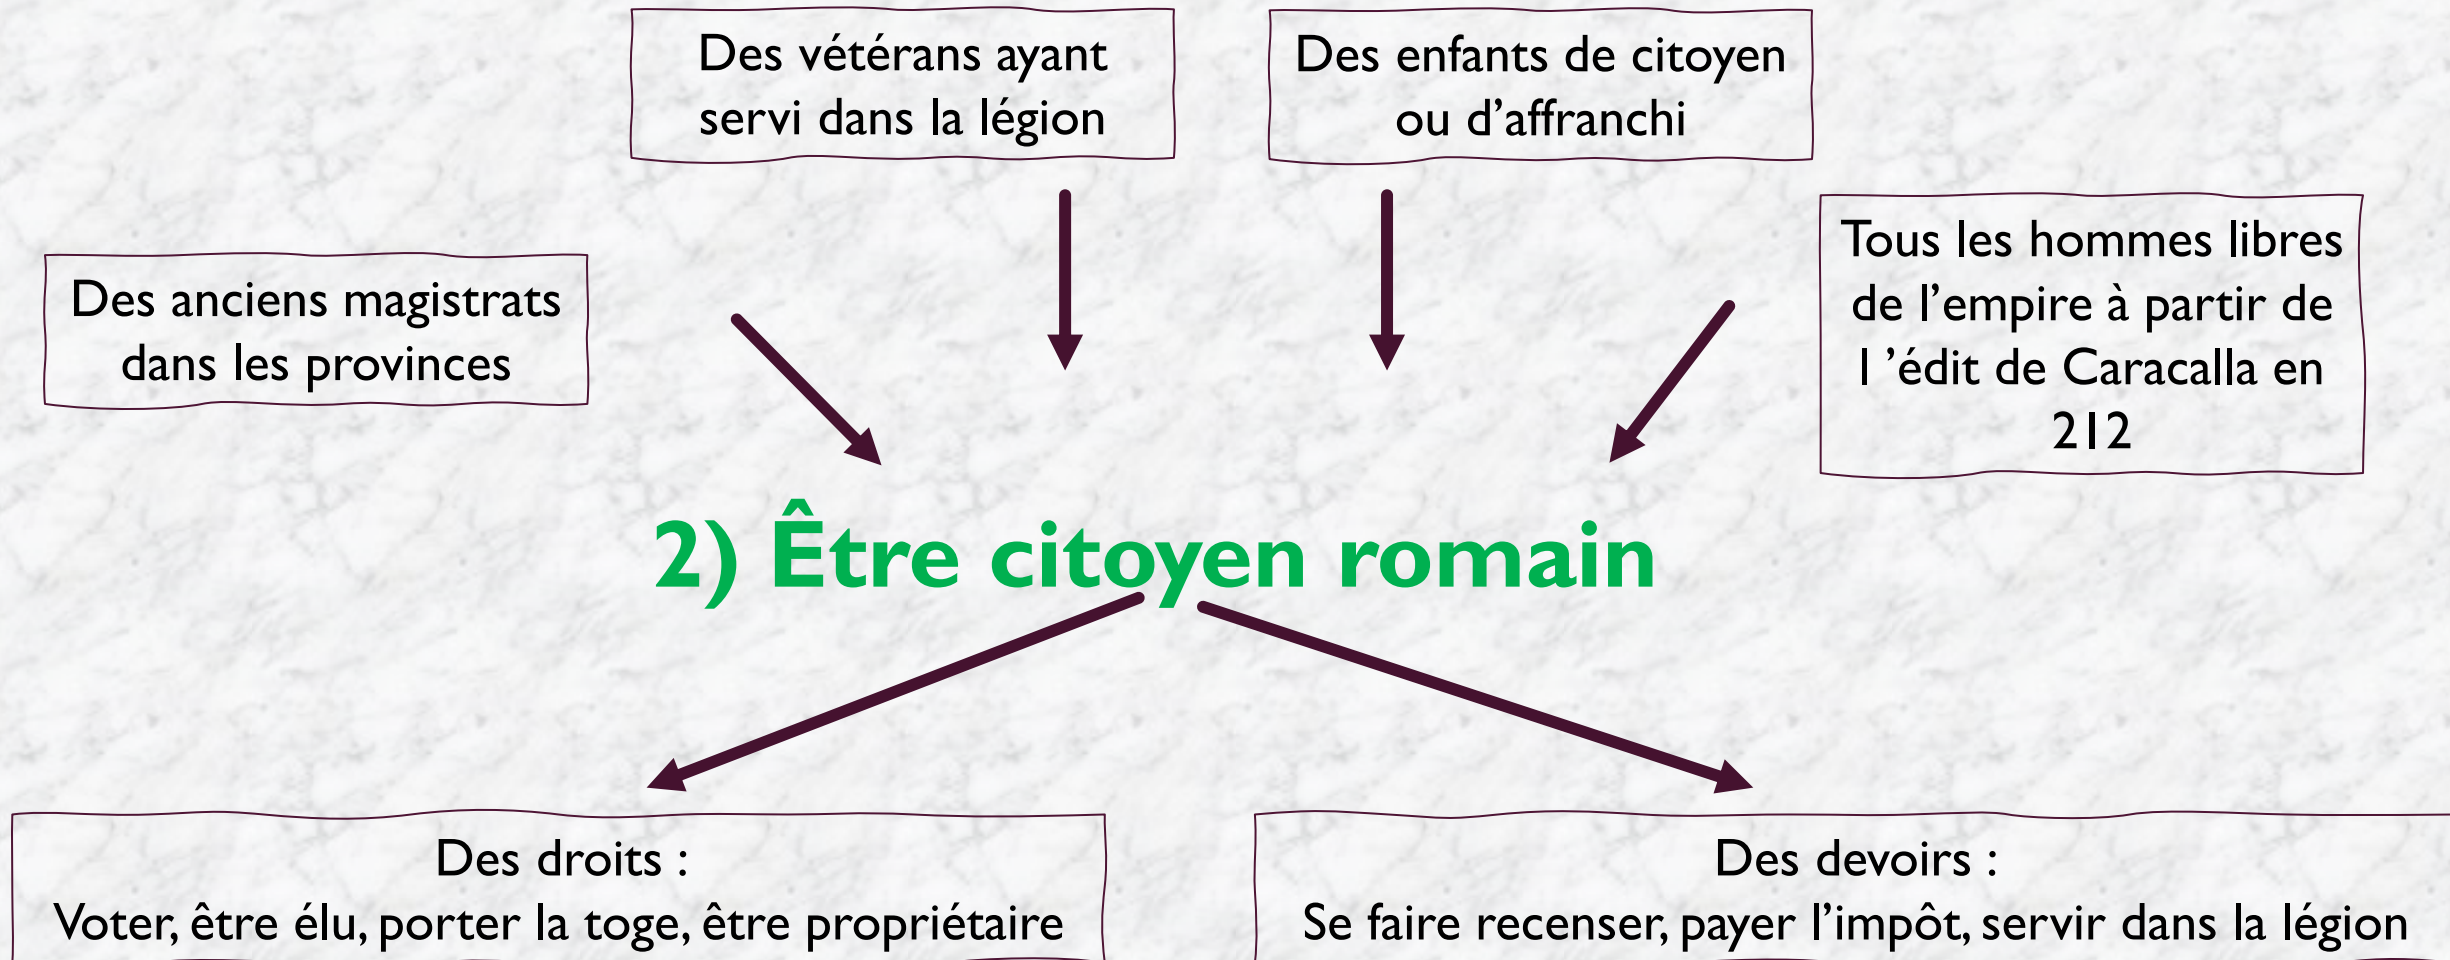 Des vétérans ayant
servi dans la légion
Des enfants de citoyen
ou d’affranchi
Des anciens magistrats
dans les provinces
Tous les hommes libres
de l’empire à partir de
l ’édit de Caracalla en
212
2) Être citoyen romain
Des droits :
Voter, être élu, porter la toge, être propriétaire
Des devoirs :
Se faire recenser, payer l’impôt, servir dans la légion